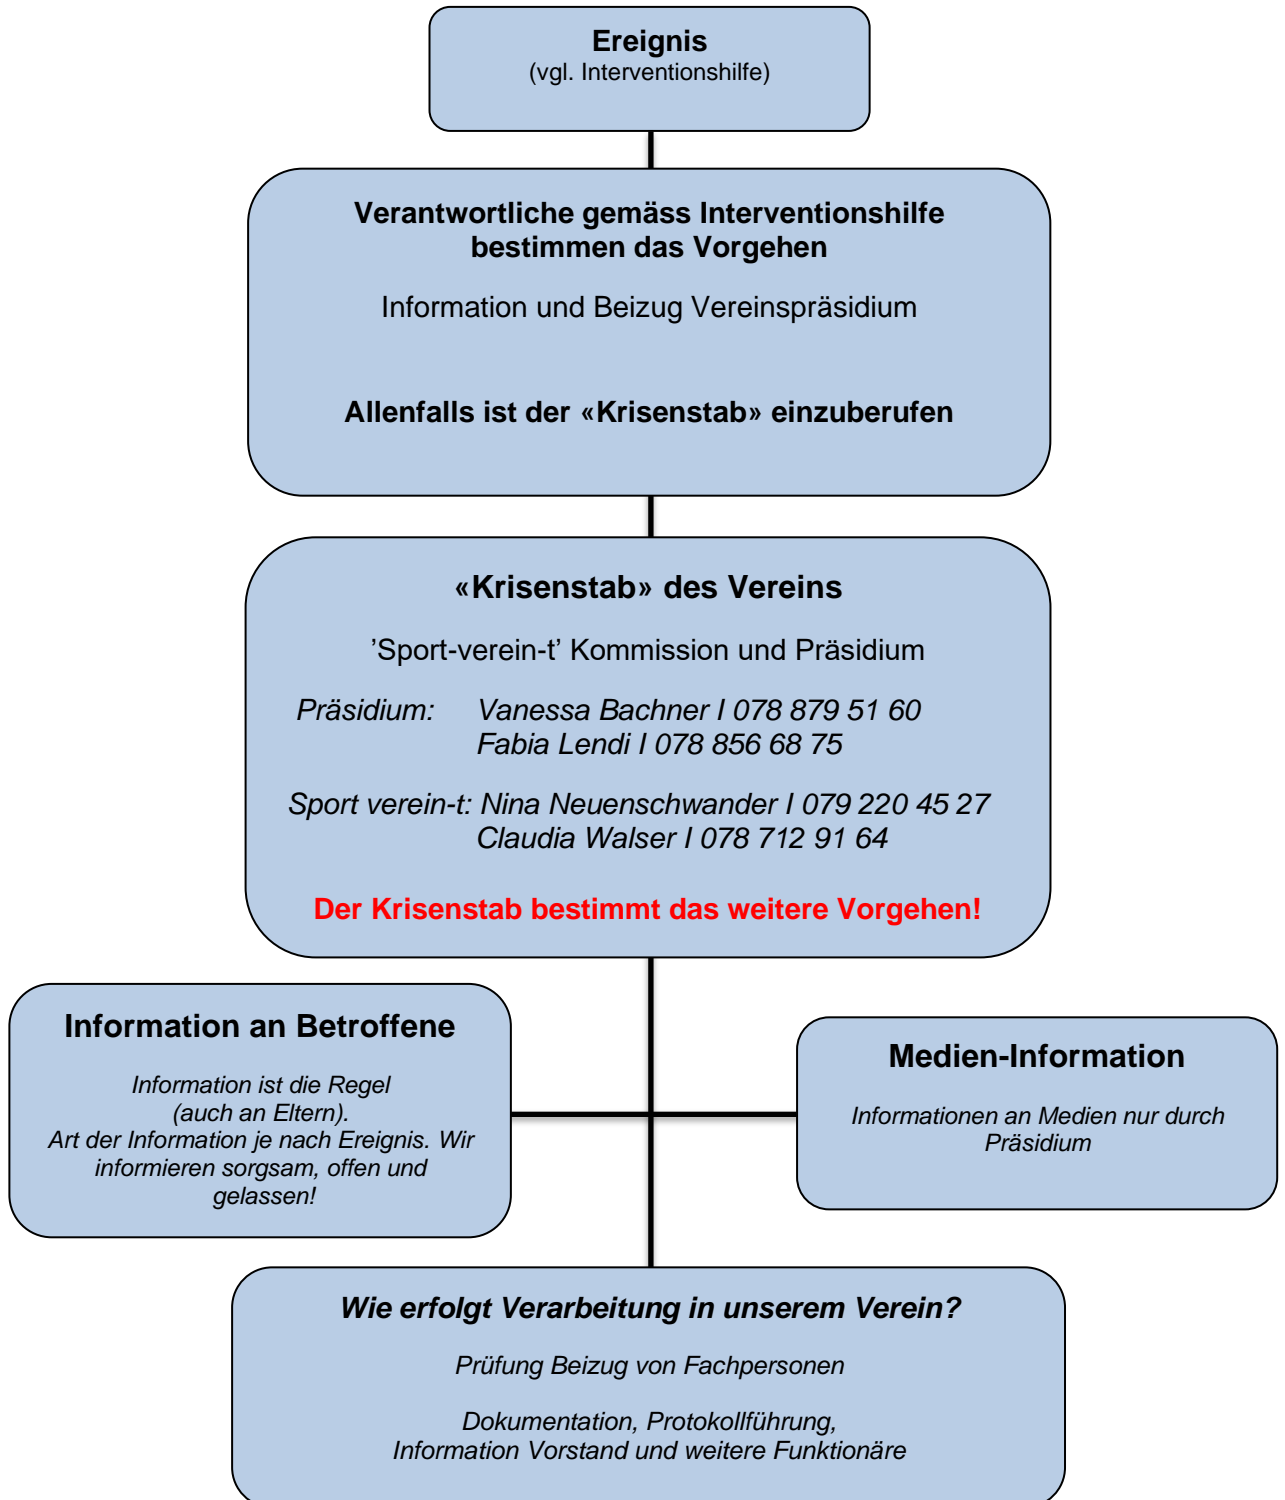 Ereignis
(vgl. Interventionshilfe)
Verantwortliche gemäss Interventionshilfe
bestimmen das Vorgehen
Information und Beizug Vereinspräsidium
Allenfalls ist der «Krisenstab» einzuberufen
«Krisenstab» des Vereins
’Sport-verein-t’ Kommission und Präsidium
Präsidium: Vanessa Bachner I 078 879 51 60
Fabia Lendi I 078 856 68 75
Sport verein-t: Nina Neuenschwander I 079 220 45 27
Claudia Walser I 078 712 91 64
Der Krisenstab bestimmt das weitere Vorgehen!
Information an Betroffene
Information ist die Regel
(auch an Eltern).
Art der Information je nach Ereignis. Wir
informieren sorgsam, offen und
gelassen!
Medien-Information
Informationen an Medien nur durch
Präsidium
Wie erfolgt Verarbeitung in unserem Verein?
Prüfung Beizug von Fachpersonen
Dokumentation, Protokollführung,
Information Vorstand und weitere Funktionäre